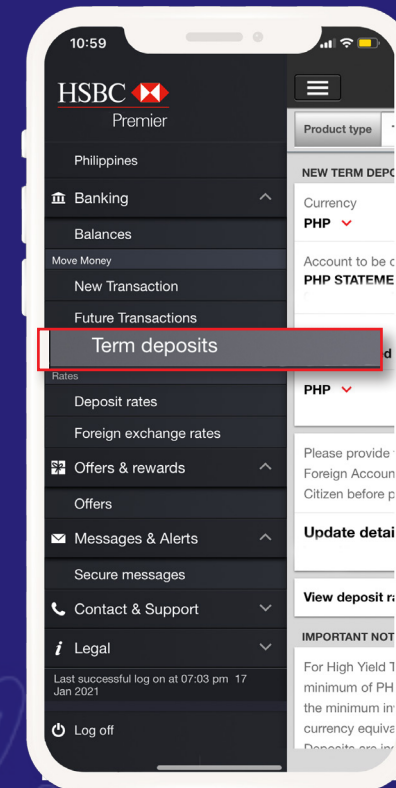 10:59
HSBC
Premier
Philippines
Banking
Balances
Move Money
New Transaction
Future Transactions
Term deposits
Rates
Deposit rates
Foreign exchange rates
Offers & rewards
Offers
Messages & Alerts
Secure messages
Contact & Support
Legal
Last successful log on at 07:03 pm 17
Jan 2021
Log off
Product type
NEW TERM DEPO
Currency
PHP
Account to be
PHP STATEME
PHP
Please provide
Foreign Accoun
Citizen before p
Update detai
View deposit ra
IMPORTANT NOT
For High Yield T
minimum of PH
the minimum in
currency equiva
Deposits are in